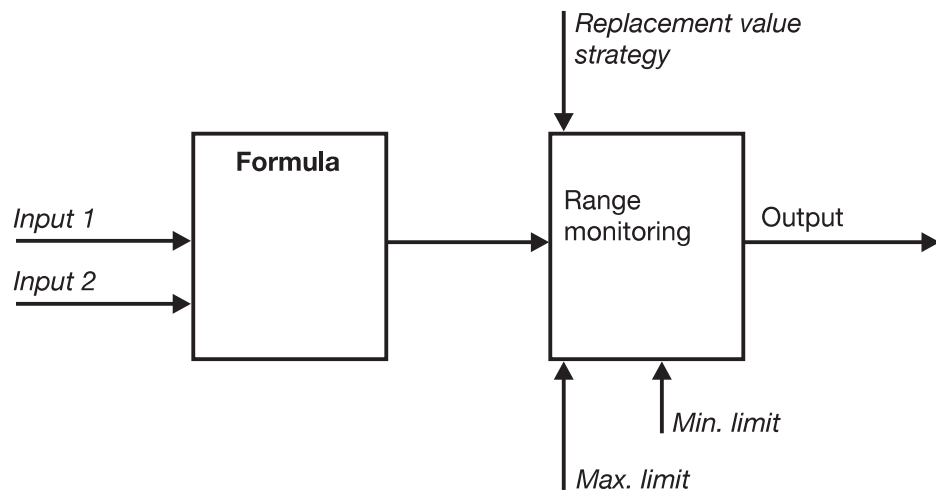 Replacement value
strategy
Formula
Input 1
Input 2
Range
monitoring
Output
Min. limit
Max. limit